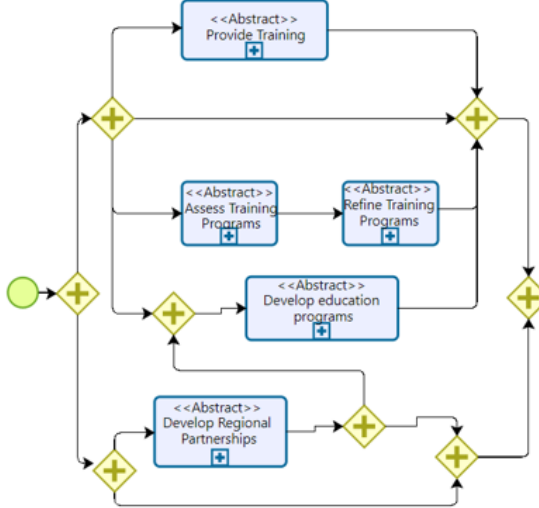 <<Abstract>>
Provide Training
<<Abstract>>
Assess Training
Programs
<<Abstract>>
Refine Training
Programs
<<Abstract>>
Develop education
programs
<<Abstract>>
Develop Regional
Partnerships